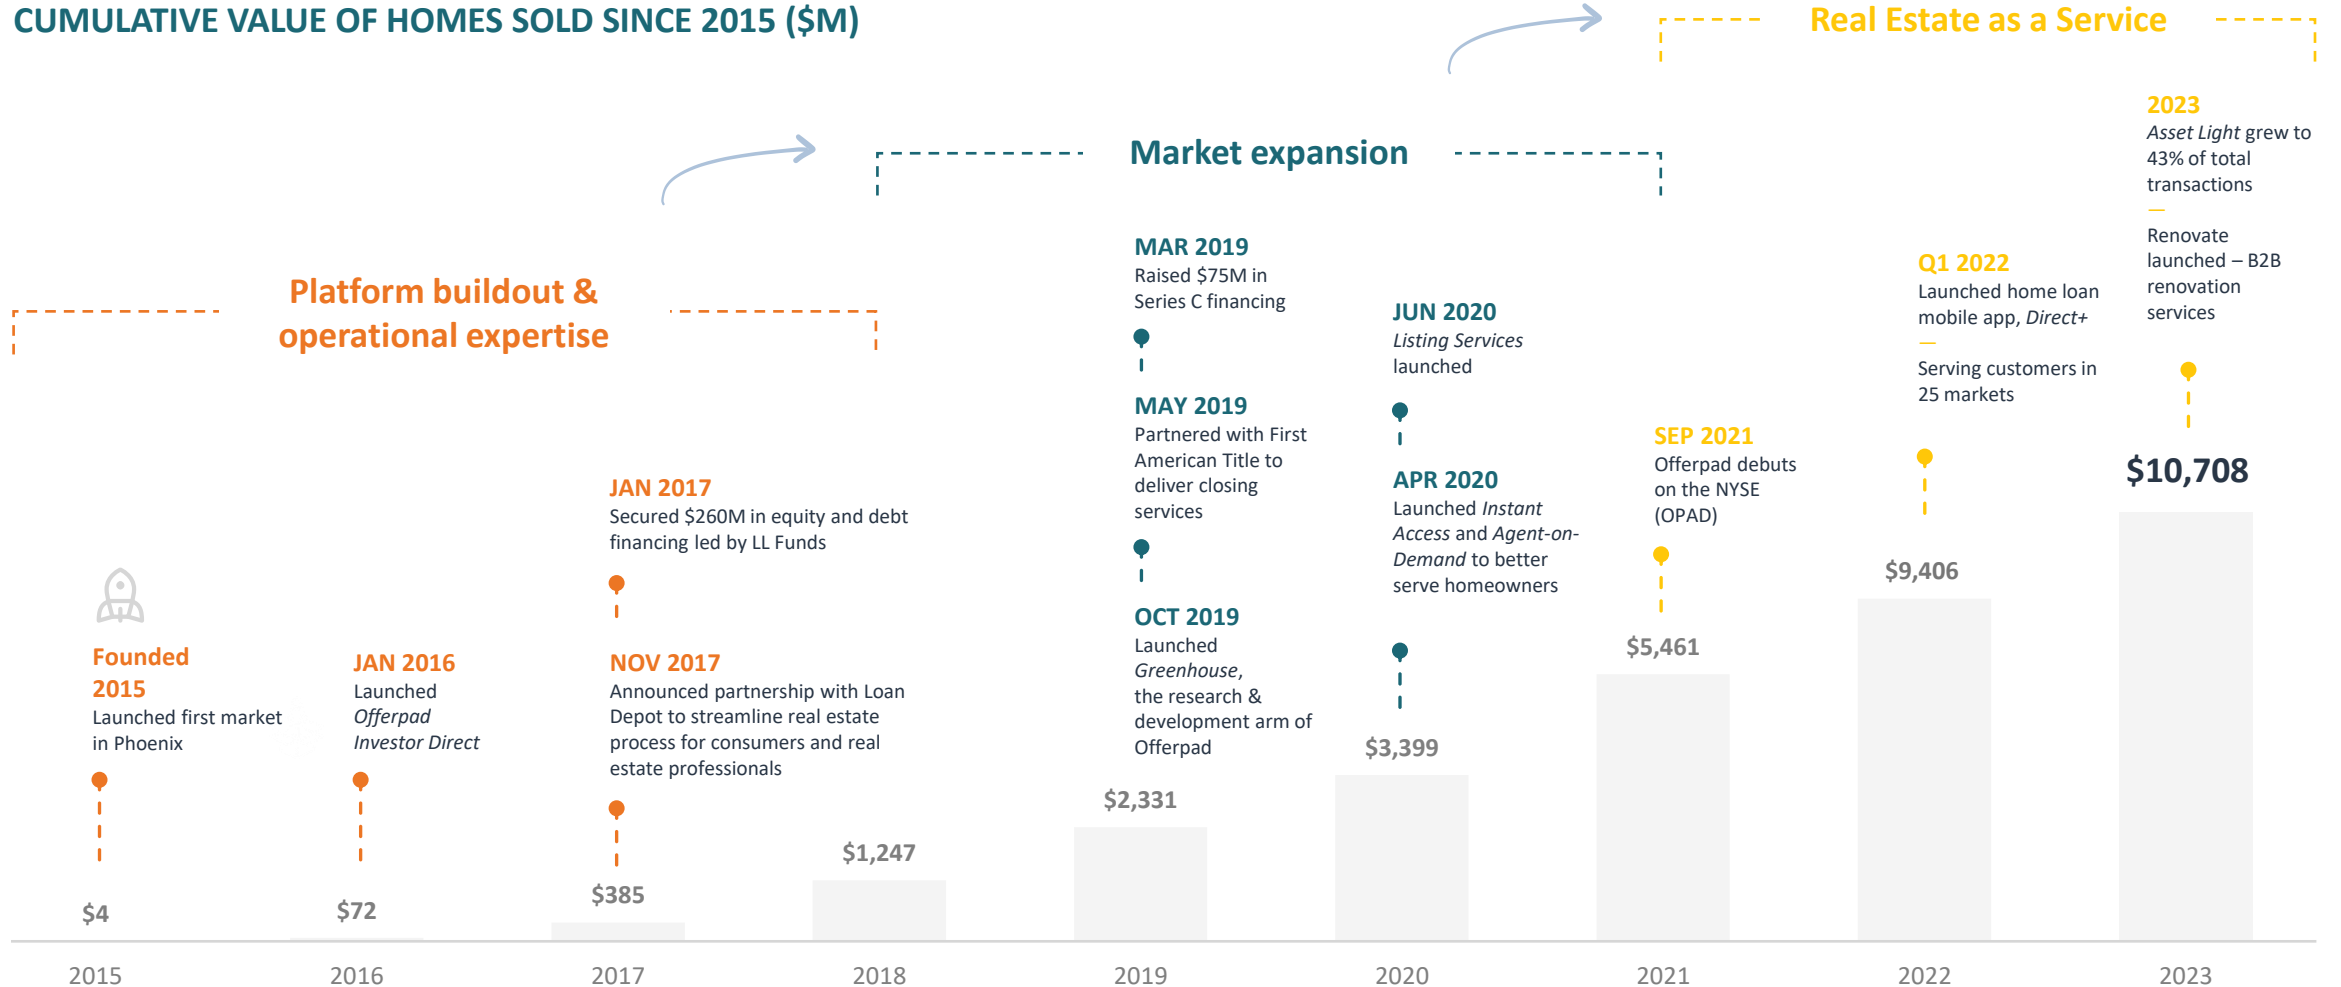 CUMULATIVE VALUE OF HOMES SOLD SINCE 2015 ($M)
Platform buildout &
operational expertise
Market expansion
Real Estate as a Service
Founded
2015
Launched first market
in Phoenix
$4
JAN 2016
Launched
Offerpad
Investor Direct
$72
JAN 2017
Secured $260M in equity and debt
financing led by LL Funds
NOV 2017
Announced partnership with Loan
Depot to streamline real estate
process for consumers and real
estate professionals
$385
$1,247
MAR 2019
Raised $75M in
Series C financing
MAY 2019
Partnered with First
American Title to
deliver closing
services
OCT 2019
Launched
Greenhouse,
the research &
development arm of
Offerpad
$2,331
JUN 2020
Listing Services
launched
APR 2020
Launched Instant
Access and Agent-on-
Demand to better
serve homeowners
$3,399
SEP 2021
Offerpad debuts
on the NYSE
(OPAD)
$5,461
Q1 2022
Launched home loan
mobile app, Direct+
—
Serving customers in
25 markets
$9,406
2023
Asset Light grew to
43% of total
transactions
—
Renovate
launched – B2B
renovation
services
$10,708
2015
2016
2017
2018
2019
2020
2021
2022
2023